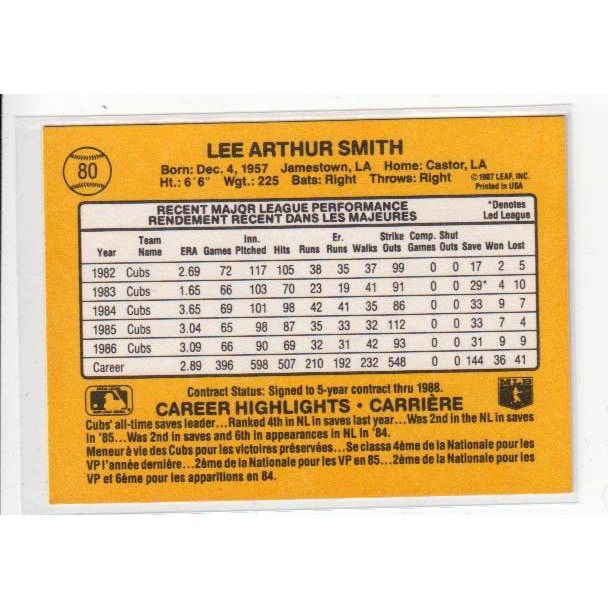 80
LEE ARTHUR SMITH
Born: Dec. 4, 1957 Jamestown, LA Home: Castor, LA
Ht.: 6'6" Wgt.: 225 Bats: Right Throws: Right
©1987 LEAF, INC.
Printed in USA
RECENT MAJOR LEAGUE PERFORMANCE
RENDEMENT RÉCENT DANS LES MAJEURES
*Denotes
Led League
Year Team Name ERA Games Inn. Pitched Hits Runs Er. Runs Walks Strike Outs Comp. Games Shut Outs Save Won Lost
1982 Cubs 2.69 72 117 105 38 35 37 99 0 0 17 2 5
1983 Cubs 1.65 66 103 70 23 19 41 91 0 0 29* 4 10
1984 Cubs 3.65 69 101 98 42 41 35 86 0 0 33 9 7
1985 Cubs 3.04 65 98 87 35 33 32 112 0 0 33 7 4
1986 Cubs 3.09 66 90 69 32 31 42 93 0 0 31 9 9
Career 2.89 396 598 507 210 192 232 548 0 0 144 36 41
Contract Status: Signed to 5-year contract thru 1988.
CAREER HIGHLIGHTS • CARRIÈRE
Cubs' all-time saves leader...Ranked 4th in NL in saves last year...Was 2nd in the NL in saves
in '85...Was 2nd in saves and 6th in appearances in NL in '84.
Meneur à vie des Cubs pour les victoires préservées...Se classa 4ème de la Nationale pour les
VP l'année dernière...2ème de la Nationale pour les VP en 85...2ème de la Nationale pour les
VP et 6ème pour les apparitions en 84.